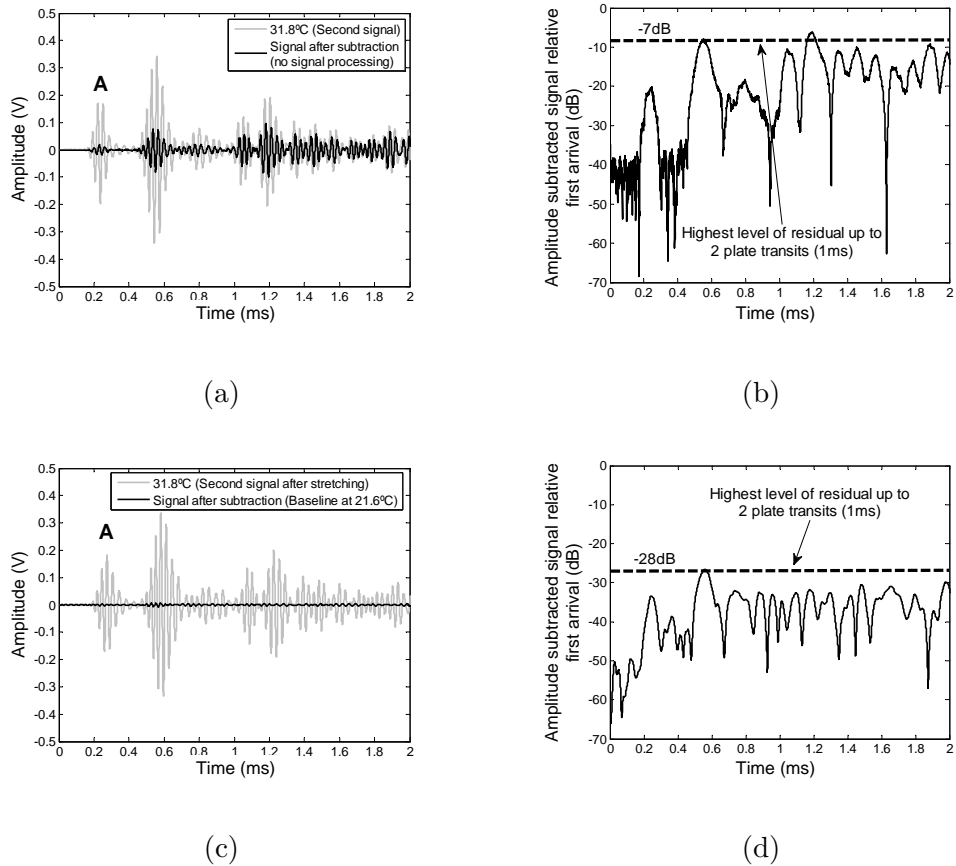 0.5
0.4
0.3
0.2
0.1
0
-0.1
-0.2
-0.3
-0.4
-0.5
Amplitude (V)
31.8ºC (Second signal)
Signal after subtraction
(no signal processing)
A
0 0.2 0.4 0.6 0.8 1 1.2 1.4 1.6 1.8 2
Time (ms)
(a)
0
-10
-20
-30
-40
-50
-60
-70
Amplitude subtracted signal relative
first arrival (dB)
-7dB
Highest level of residual up to
2 plate transits (1ms)
0 0.2 0.4 0.6 0.8 1 1.2 1.4 1.6 1.8 2
Time (ms)
(b)
0.5
0.4
0.3
0.2
0.1
0
-0.1
-0.2
-0.3
-0.4
-0.5
Amplitude (V)
31.8ºC (Second signal after stretching)
Signal after subtraction (Baseline at 21.6ºC)
A
0 0.2 0.4 0.6 0.8 1 1.2 1.4 1.6 1.8 2
Time (ms)
(c)
0
-10
-20
-30
-40
-50
-60
-70
Amplitude subtracted signal relative
first arrival (dB)
Highest level of residual up to
2 plate transits (1ms)
-28dB
0 0.2 0.4 0.6 0.8 1 1.2 1.4 1.6 1.8 2
Time (ms)
(d)